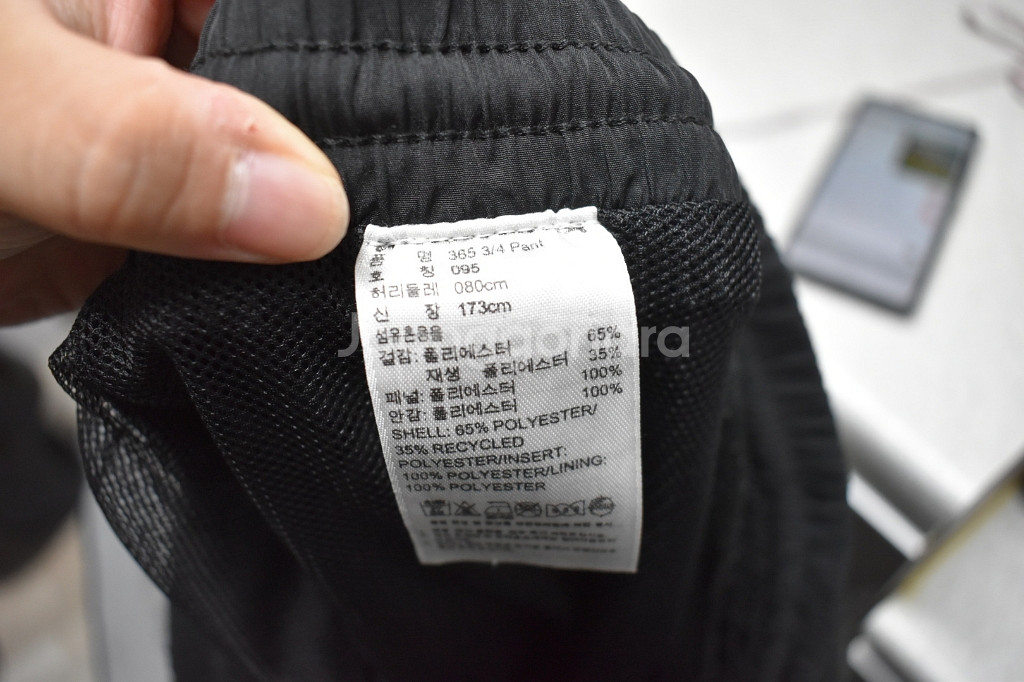 품 명 365 3/4 Pant
호 칭 095
허리둘레 080cm
신 장 173cm
섬유혼용율
겉감: 폴리에스터 65%
재생 폴리에스터 35%
패널: 폴리에스터 100%
안감: 폴리에스터 100%
SHELL: 65% POLYESTER/
35% RECYCLED
POLYESTER/INSERT:
100% POLYESTER/LINING:
100% POLYESTER